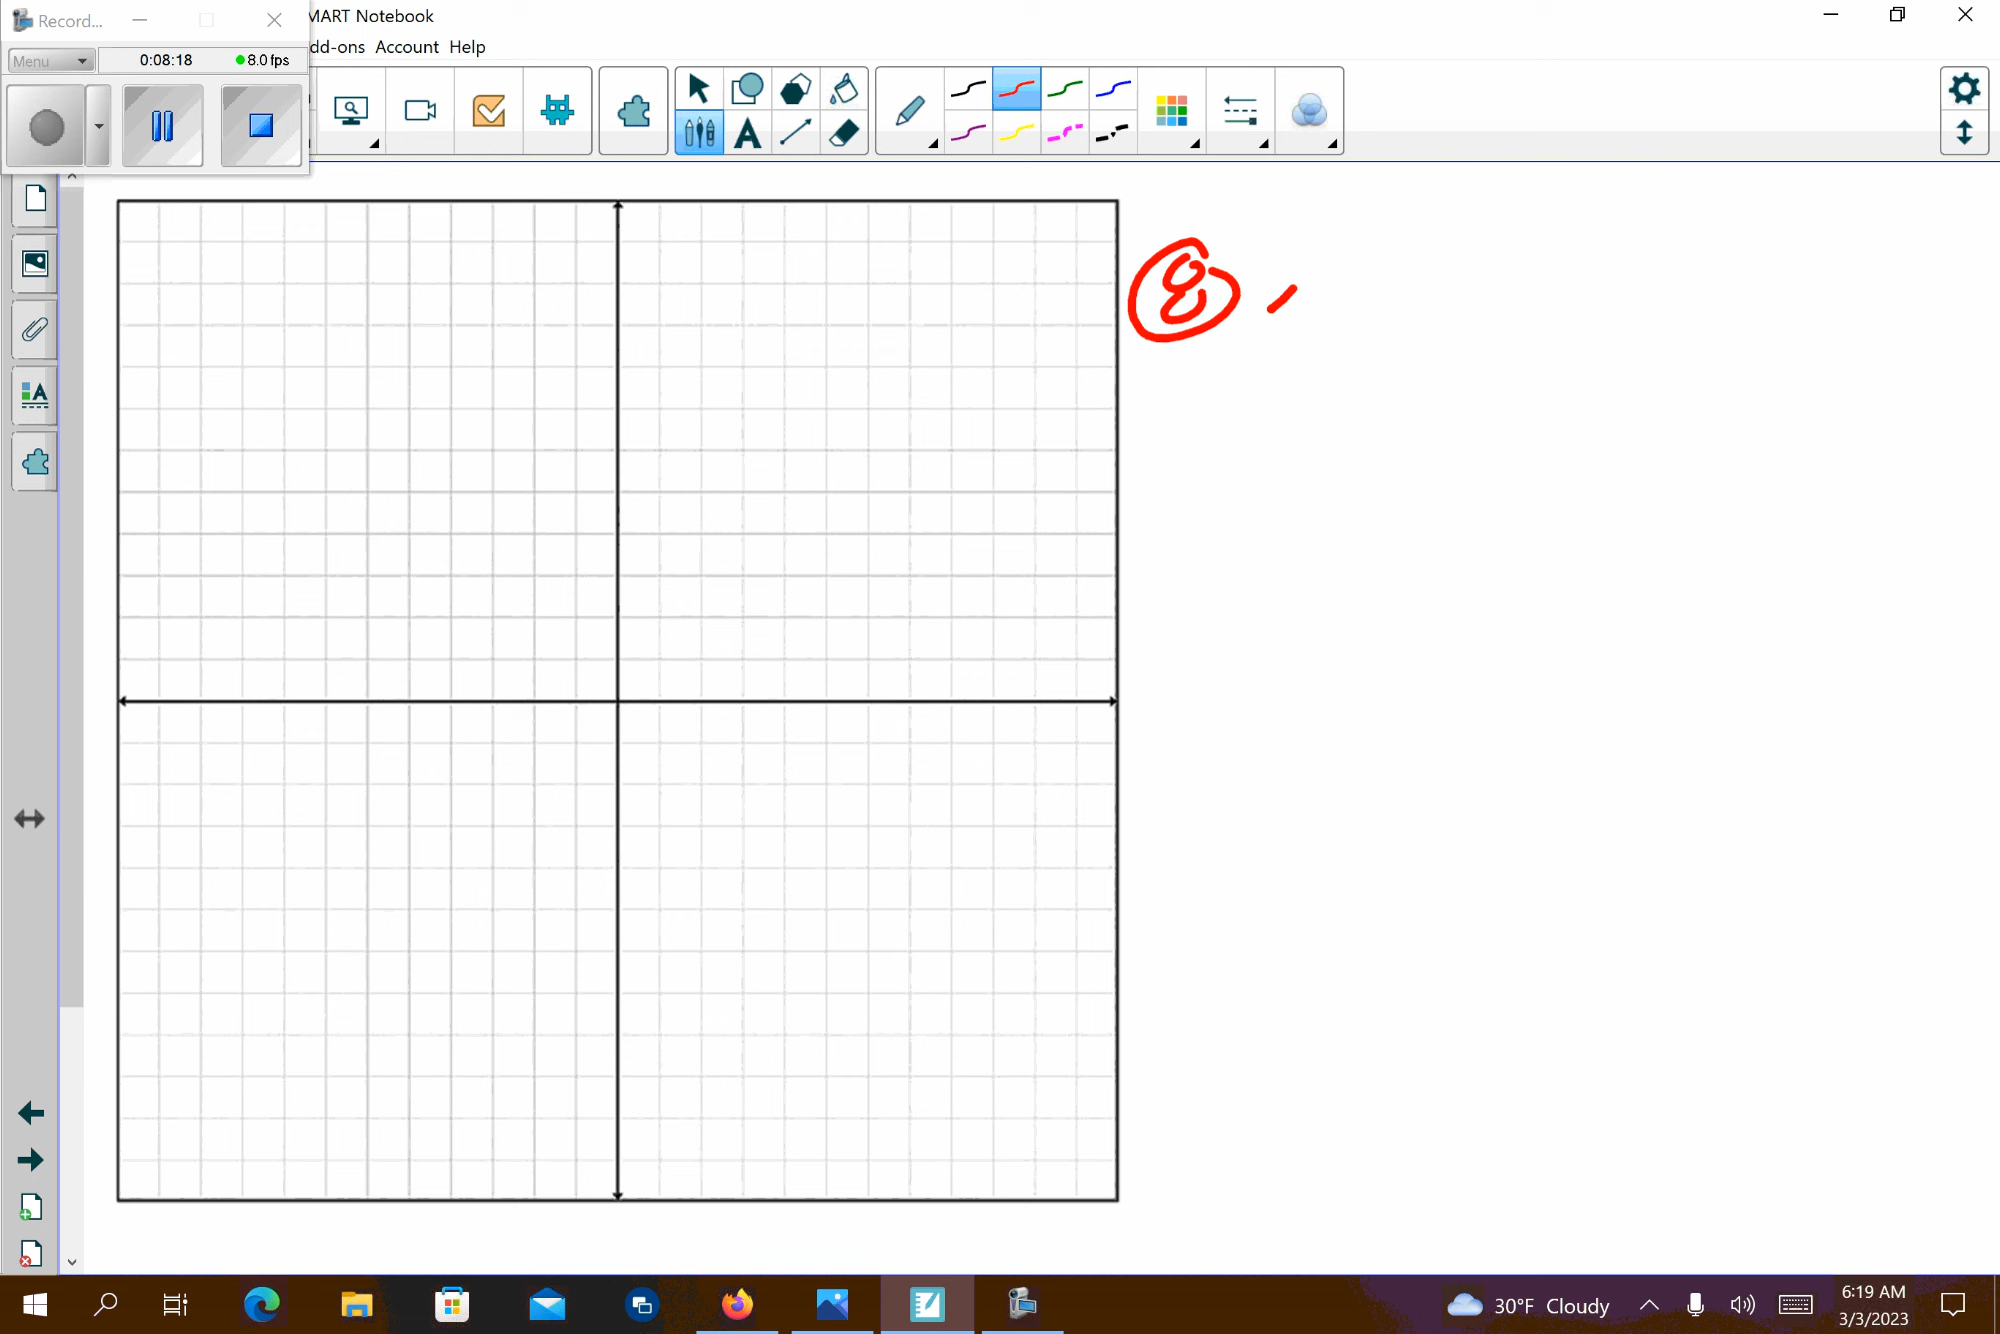 Record...
MART Notebook
dd-ons Account Help
Menu 0:08:18 8.0 fps
A
A
8
30°F Cloudy
6:19 AM
3/3/2023